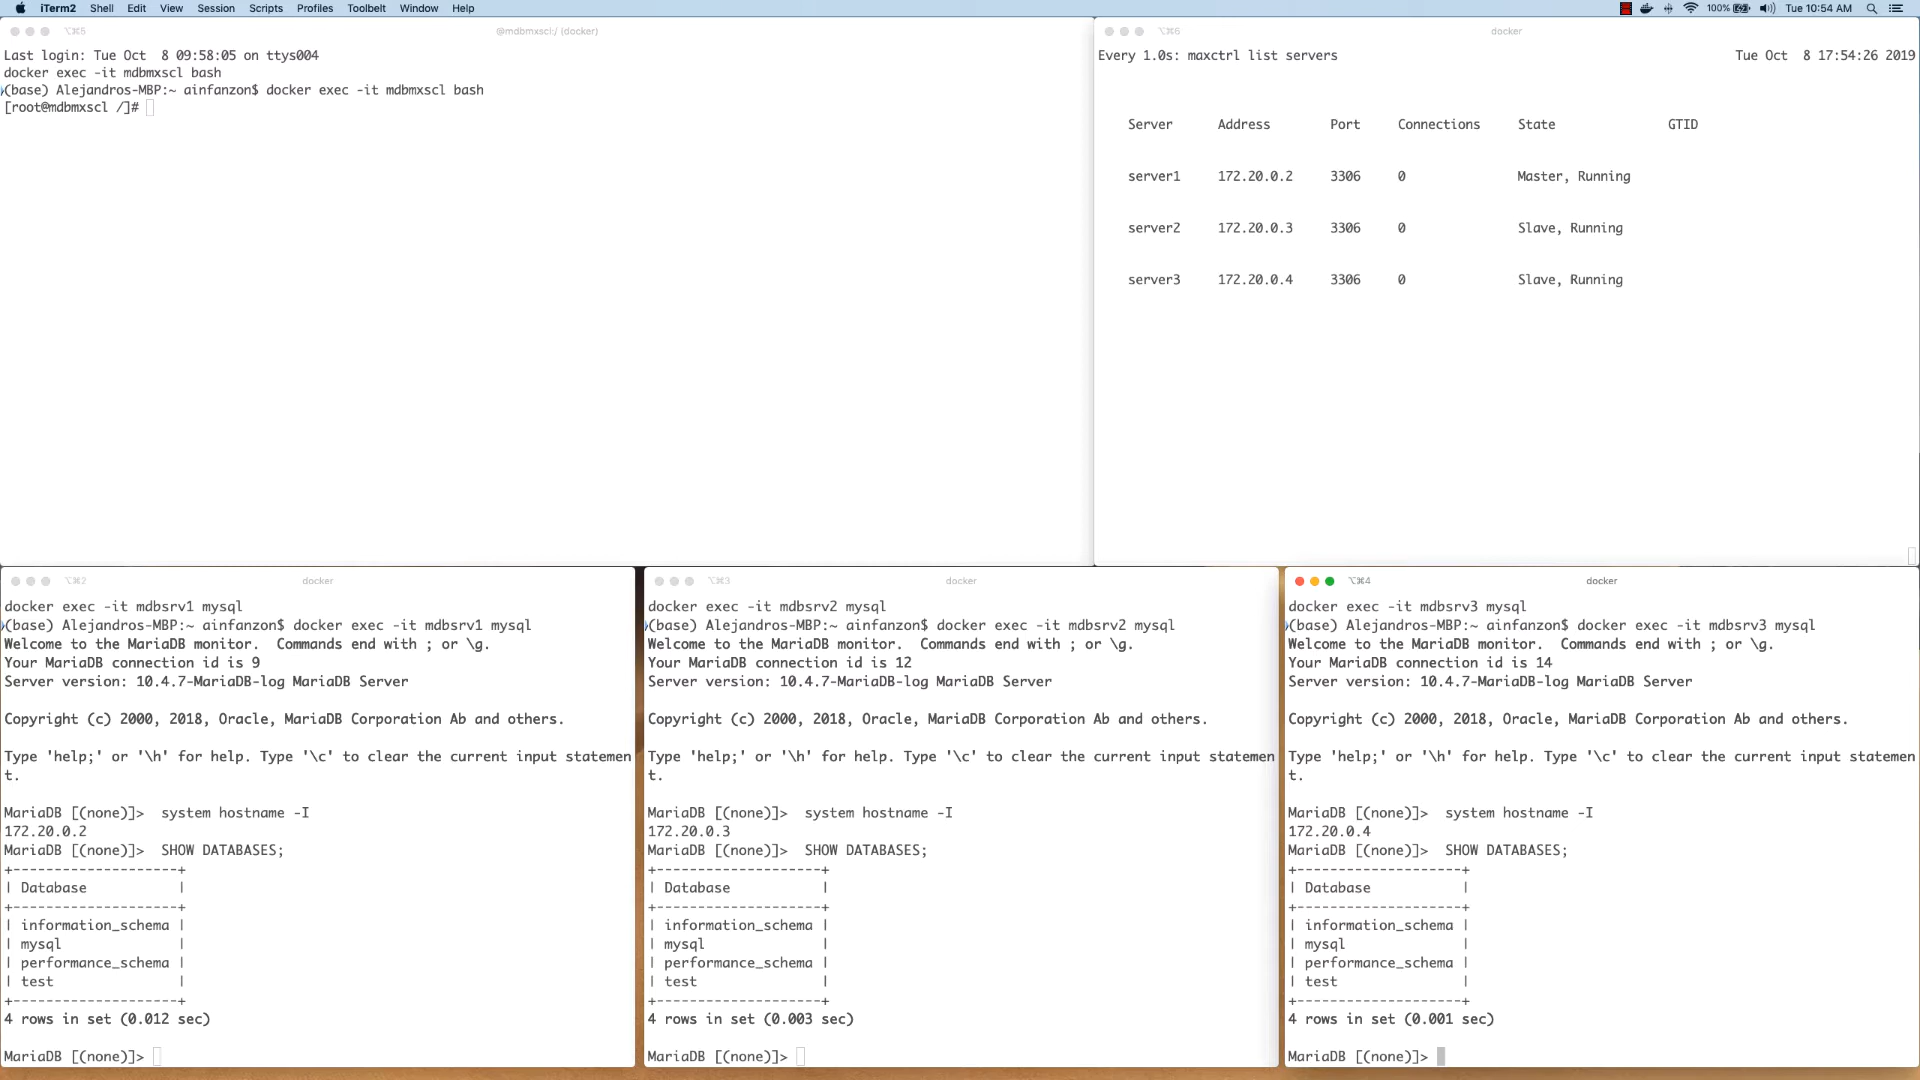 iTerm2 Shell Edit View Session Scripts Profiles Toolbelt Window Help 100% Tue 10:54 AM
⌥⌘5 @mdbmxscl:/ (docker)
Last login: Tue Oct  8 09:58:05 on ttys004
docker exec -it mdbmxscl bash
(base) Alejandros-MBP:~ ainfanzon$ docker exec -it mdbmxscl bash
[root@mdbmxscl /]#
⌥⌘6 docker
Every 1.0s: maxctrl list servers Tue Oct  8 17:54:26 2019
Server Address Port Connections State GTID
server1 172.20.0.2 3306 0 Master, Running
server2 172.20.0.3 3306 0 Slave, Running
server3 172.20.0.4 3306 0 Slave, Running
⌥⌘2 docker
docker exec -it mdbsrv1 mysql
(base) Alejandros-MBP:~ ainfanzon$ docker exec -it mdbsrv1 mysql
Welcome to the MariaDB monitor.  Commands end with ; or \g.
Your MariaDB connection id is 9
Server version: 10.4.7-MariaDB-log MariaDB Server
Copyright (c) 2000, 2018, Oracle, MariaDB Corporation Ab and others.
Type 'help;' or '\h' for help. Type '\c' to clear the current input statemen
t.
MariaDB [(none)]>  system hostname -I
172.20.0.2
MariaDB [(none)]>  SHOW DATABASES;
+--------------------+
| Database           |
+--------------------+
| information_schema |
| mysql              |
| performance_schema |
| test               |
+--------------------+
4 rows in set (0.012 sec)
MariaDB [(none)]>
⌥⌘3 docker
docker exec -it mdbsrv2 mysql
(base) Alejandros-MBP:~ ainfanzon$ docker exec -it mdbsrv2 mysql
Welcome to the MariaDB monitor.  Commands end with ; or \g.
Your MariaDB connection id is 12
Server version: 10.4.7-MariaDB-log MariaDB Server
Copyright (c) 2000, 2018, Oracle, MariaDB Corporation Ab and others.
Type 'help;' or '\h' for help. Type '\c' to clear the current input statemen
t.
MariaDB [(none)]>  system hostname -I
172.20.0.3
MariaDB [(none)]>  SHOW DATABASES;
+--------------------+
| Database           |
+--------------------+
| information_schema |
| mysql              |
| performance_schema |
| test               |
+--------------------+
4 rows in set (0.003 sec)
MariaDB [(none)]>
⌥⌘4 docker
docker exec -it mdbsrv3 mysql
(base) Alejandros-MBP:~ ainfanzon$ docker exec -it mdbsrv3 mysql
Welcome to the MariaDB monitor.  Commands end with ; or \g.
Your MariaDB connection id is 14
Server version: 10.4.7-MariaDB-log MariaDB Server
Copyright (c) 2000, 2018, Oracle, MariaDB Corporation Ab and others.
Type 'help;' or '\h' for help. Type '\c' to clear the current input statemen
t.
MariaDB [(none)]>  system hostname -I
172.20.0.4
MariaDB [(none)]>  SHOW DATABASES;
+--------------------+
| Database           |
+--------------------+
| information_schema |
| mysql              |
| performance_schema |
| test               |
+--------------------+
4 rows in set (0.001 sec)
MariaDB [(none)]>